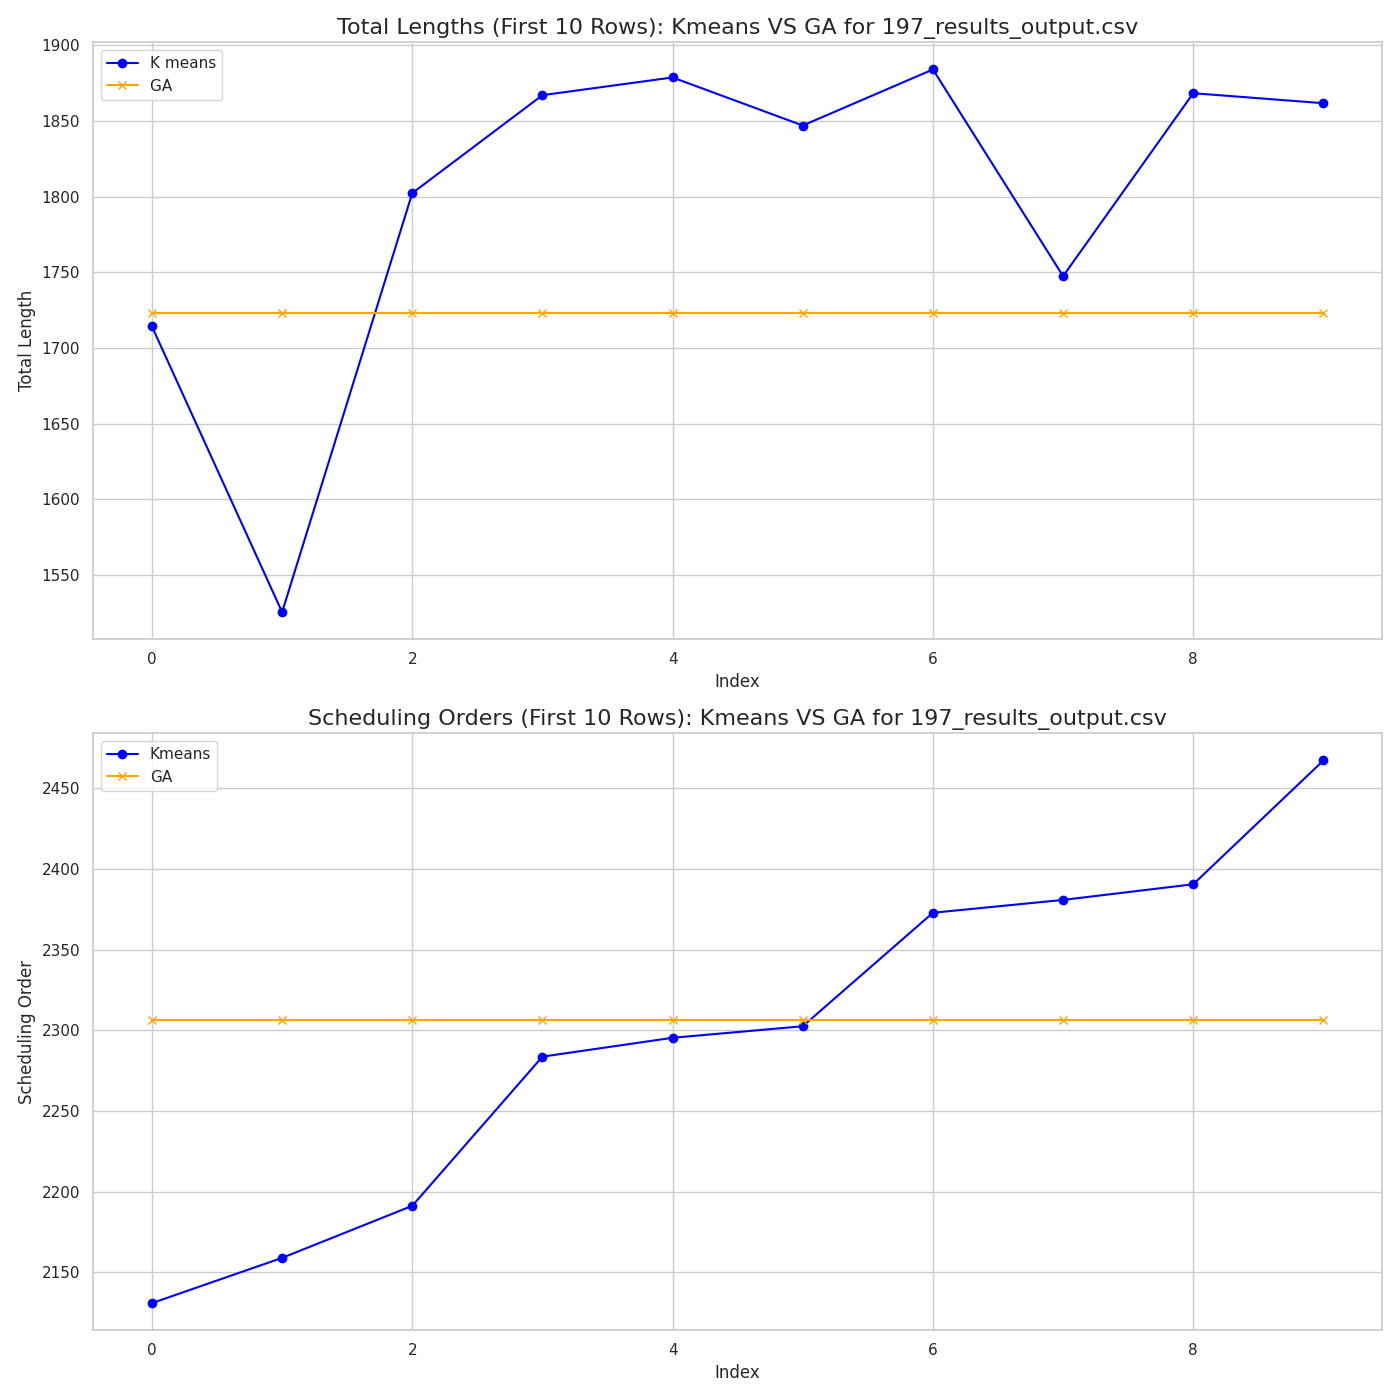 Total Lengths (First 10 Rows): Kmeans VS GA for 197_results_output.csv
K means
GA
1900
1850
1800
1750
1700
1650
1600
1550
Total Length
0 2 4 6 8
Index
Scheduling Orders (First 10 Rows): Kmeans VS GA for 197_results_output.csv
Kmeans
GA
2450
2400
2350
2300
2250
2200
2150
Scheduling Order
0 2 4 6 8
Index